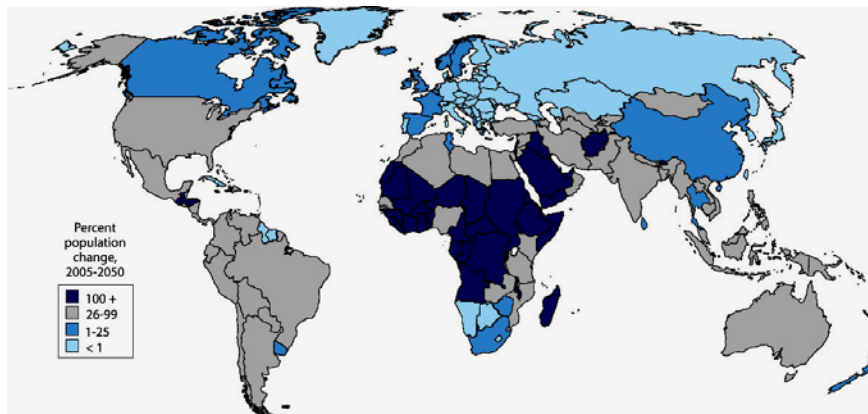 Percent
population
change,
2005-2050
100 +
26-99
1-25
< 1